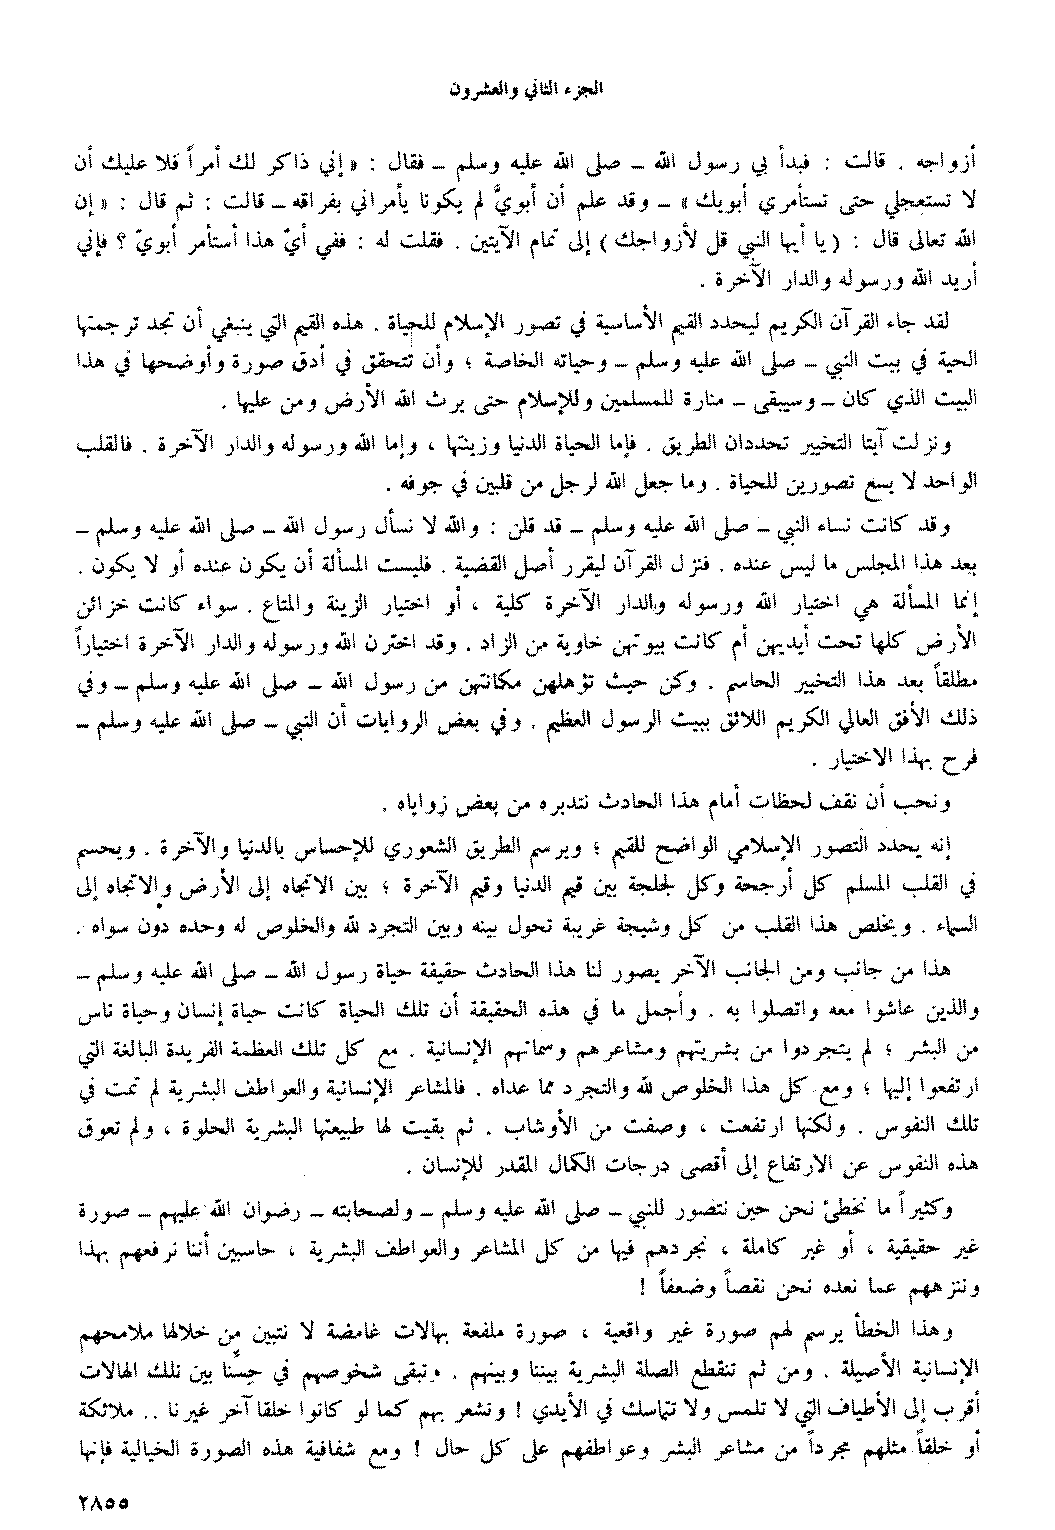 الجزء الثاني والعشرون
أزواجه . قالت : فبدأ بي رسول الله – صلى الله عليه وسلم – فقال : « إني ذاكر لك أمراً فلا عليك أن
لا تستعجلي حتى تستأمري أبويك » – وقد علم أن أبويَّ لم يكونا يأمراني بفراقه – قالت : ثم قال : « إن
الله تعالى قال : ( يا أيها النبي قل لأزواجك ) إلى تمام الآيتين . فقلت له : ففي أيّ هذا أستأمر أبويّ ؟ فإني
أريد الله ورسوله والدار الآخرة .
لقد جاء القرآن الكريم ليحدد القيم الأساسية في تصور الإسلام للحياة . هذه القيم التي ينبغي أن تجد ترجمتها
الحية في بيت النبي – صلى الله عليه وسلم – وحياته الخاصة ؛ وأن تتحقق في أدق صورة وأوضحها في هذا
البيت الذي كان – وسيبقى – منارة للمسلمين وللإسلام حتى يرث الله الأرض ومن عليها .
ونزلت آيتا التخيير تحددان الطريق . فإما الحياة الدنيا وزينتها ، وإما الله ورسوله والدار الآخرة . فالقلب
الواحد لا يسع تصورين للحياة . وما جعل الله لرجل من قلبين في جوفه .
وقد كانت نساء النبي – صلى الله عليه وسلم – قد قلن : والله لا نسأل رسول الله – صلى الله عليه وسلم –
بعد هذا المجلس ما ليس عنده . فنزل القرآن ليقرر أصل القضية . فليست المسألة أن يكون عنده أو لا يكون .
إنما المسألة هي اختيار الله ورسوله والدار الآخرة كلية ، أو اختيار الزينة والمتاع . سواء كانت خزائن
الأرض كلها تحت أيديهن أم كانت بيوتهن خاوية من الزاد . وقد اخترن الله ورسوله والدار الآخرة اختياراً
مطلقاً بعد هذا التخيير الحاسم . وكن حيث تؤهلهن مكانتهن من رسول الله – صلى الله عليه وسلم – وفي
ذلك الأفق العالي الكريم اللائق ببيت الرسول العظيم . وفي بعض الروايات أن النبي – صلى الله عليه وسلم –
فرح بهذا الاختيار .
ونحب أن نقف لحظات أمام هذا الحادث نتدبره من بعض زواياه .
إنه يحدد التصور الإسلامي الواضح للقيم ؛ ويرسم الطريق الشعوري للإحساس بالدنيا والآخرة . ويحسم
في القلب المسلم كل أرجحة وكل لجلجة بين قيم الدنيا وقيم الآخرة ؛ بين الاتجاه إلى الأرض والاتجاه إلى
السماء . ويخلص هذا القلب من كل وشيجة غريبة تحول بينه وبين التجرد لله والخلوص له وحده دون سواه .
هذا من جانب ومن الجانب الآخر يصور لنا هذا الحادث حقيقة حياة رسول الله – صلى الله عليه وسلم –
والذين عاشوا معه واتصلوا به . وأجمل ما في هذه الحقيقة أن تلك الحياة كانت حياة إنسان وحياة ناس
من البشر ؛ لم يتجردوا من بشريتهم ومشاعرهم وسماتهم الإنسانية . مع كل تلك العظمة الفريدة البالغة التي
ارتفعوا إليها ؛ ومع كل هذا الخلوص لله والتجرد مما عداه . فالمشاعر الإنسانية والعواطف البشرية لم تمت في
تلك النفوس . ولكنها ارتفعت ، وصفت من الأوشاب . ثم بقيت لها طبيعتها البشرية الحلوة ، ولم تعوق
هذه النفوس عن الارتفاع إلى أقصى درجات الكمال المقدر للإنسان .
وكثيراً ما نخطئ نحن حين نتصور للنبي – صلى الله عليه وسلم – ولصحابته – رضوان الله عليهم – صورة
غير حقيقية ، أو غير كاملة ، نجردهم فيها من كل المشاعر والعواطف البشرية ، حاسبين أننا نرفعهم بهذا
وننزههم عما نعده نحن نقصاً وضعفاً !
وهذا الخطأ يرسم لهم صورة غير واقعية ، صورة ملفعة بهالات غامضة لا نتبين من خلالها ملامحهم
الإنسانية الأصيلة . ومن ثم تنقطع الصلة البشرية بيننا وبينهم . وتبقى شخوصهم في حسِّنا بين تلك الهالات
أقرب إلى الأطياف التي لا تلمس ولا تتماسك في الأيدي ! ونشعر بهم كما لو كانوا خلقا آخر غيرنا .. ملائكة
أو خلقاً مثلهم مجرداً من مشاعر البشر وعواطفهم على كل حال ! ومع شفافية هذه الصورة الخيالية فإنها
٢٨٥٥